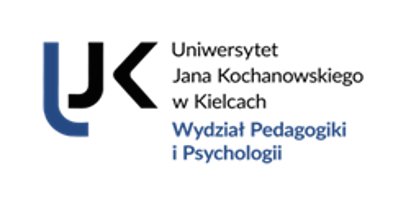 UJK
Uniwersytet
Jana Kochanowskiego
w Kielcach
Wydział Pedagogiki
i Psychologii